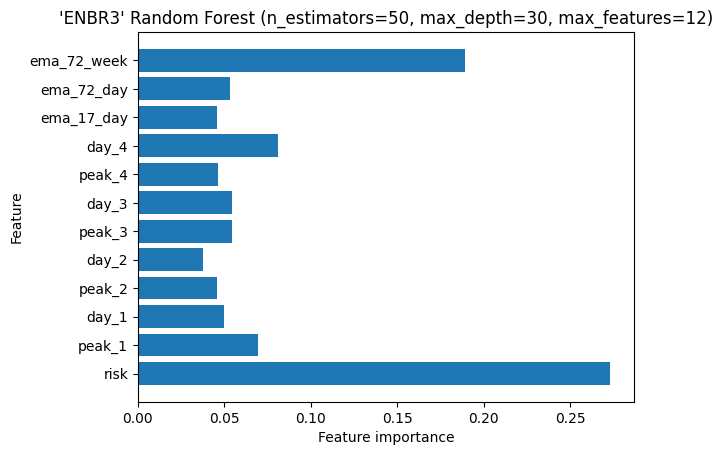 'ENBR3' Random Forest (n_estimators=50, max_depth=30, max_features=12)
ema_72_week
ema_72_day
ema_17_day
day_4
peak_4
day_3
peak_3
day_2
peak_2
day_1
peak_1
risk
Feature
0.00 0.05 0.10 0.15 0.20 0.25
Feature importance